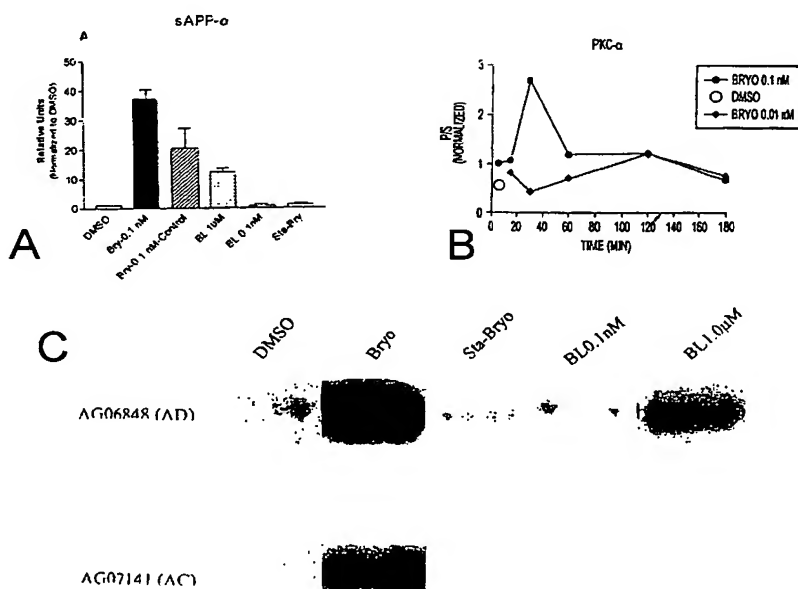 A
sAPP-α
Relative Units
(Normalized to DMSO)
50
40
30
20
10
0
DMSO
Bry-0.1 nM
Bry-0 1 nM-Control
BL 1uM
BL 0 1nM
Sta-Bry
A
PKC-α
P/S
(NORMALIZED)
3
2
1
0
0 20 40 60 80 100 120 140 160 180
TIME (MIN)
BRYO 0.1 nM
DMSO
BRYO 0.01 nM
B
C
DMSO
Bryo
Sta-Bryo
BL0.1nM
BL1.0μM
AG06848 (AD)
AG07141 (AC)